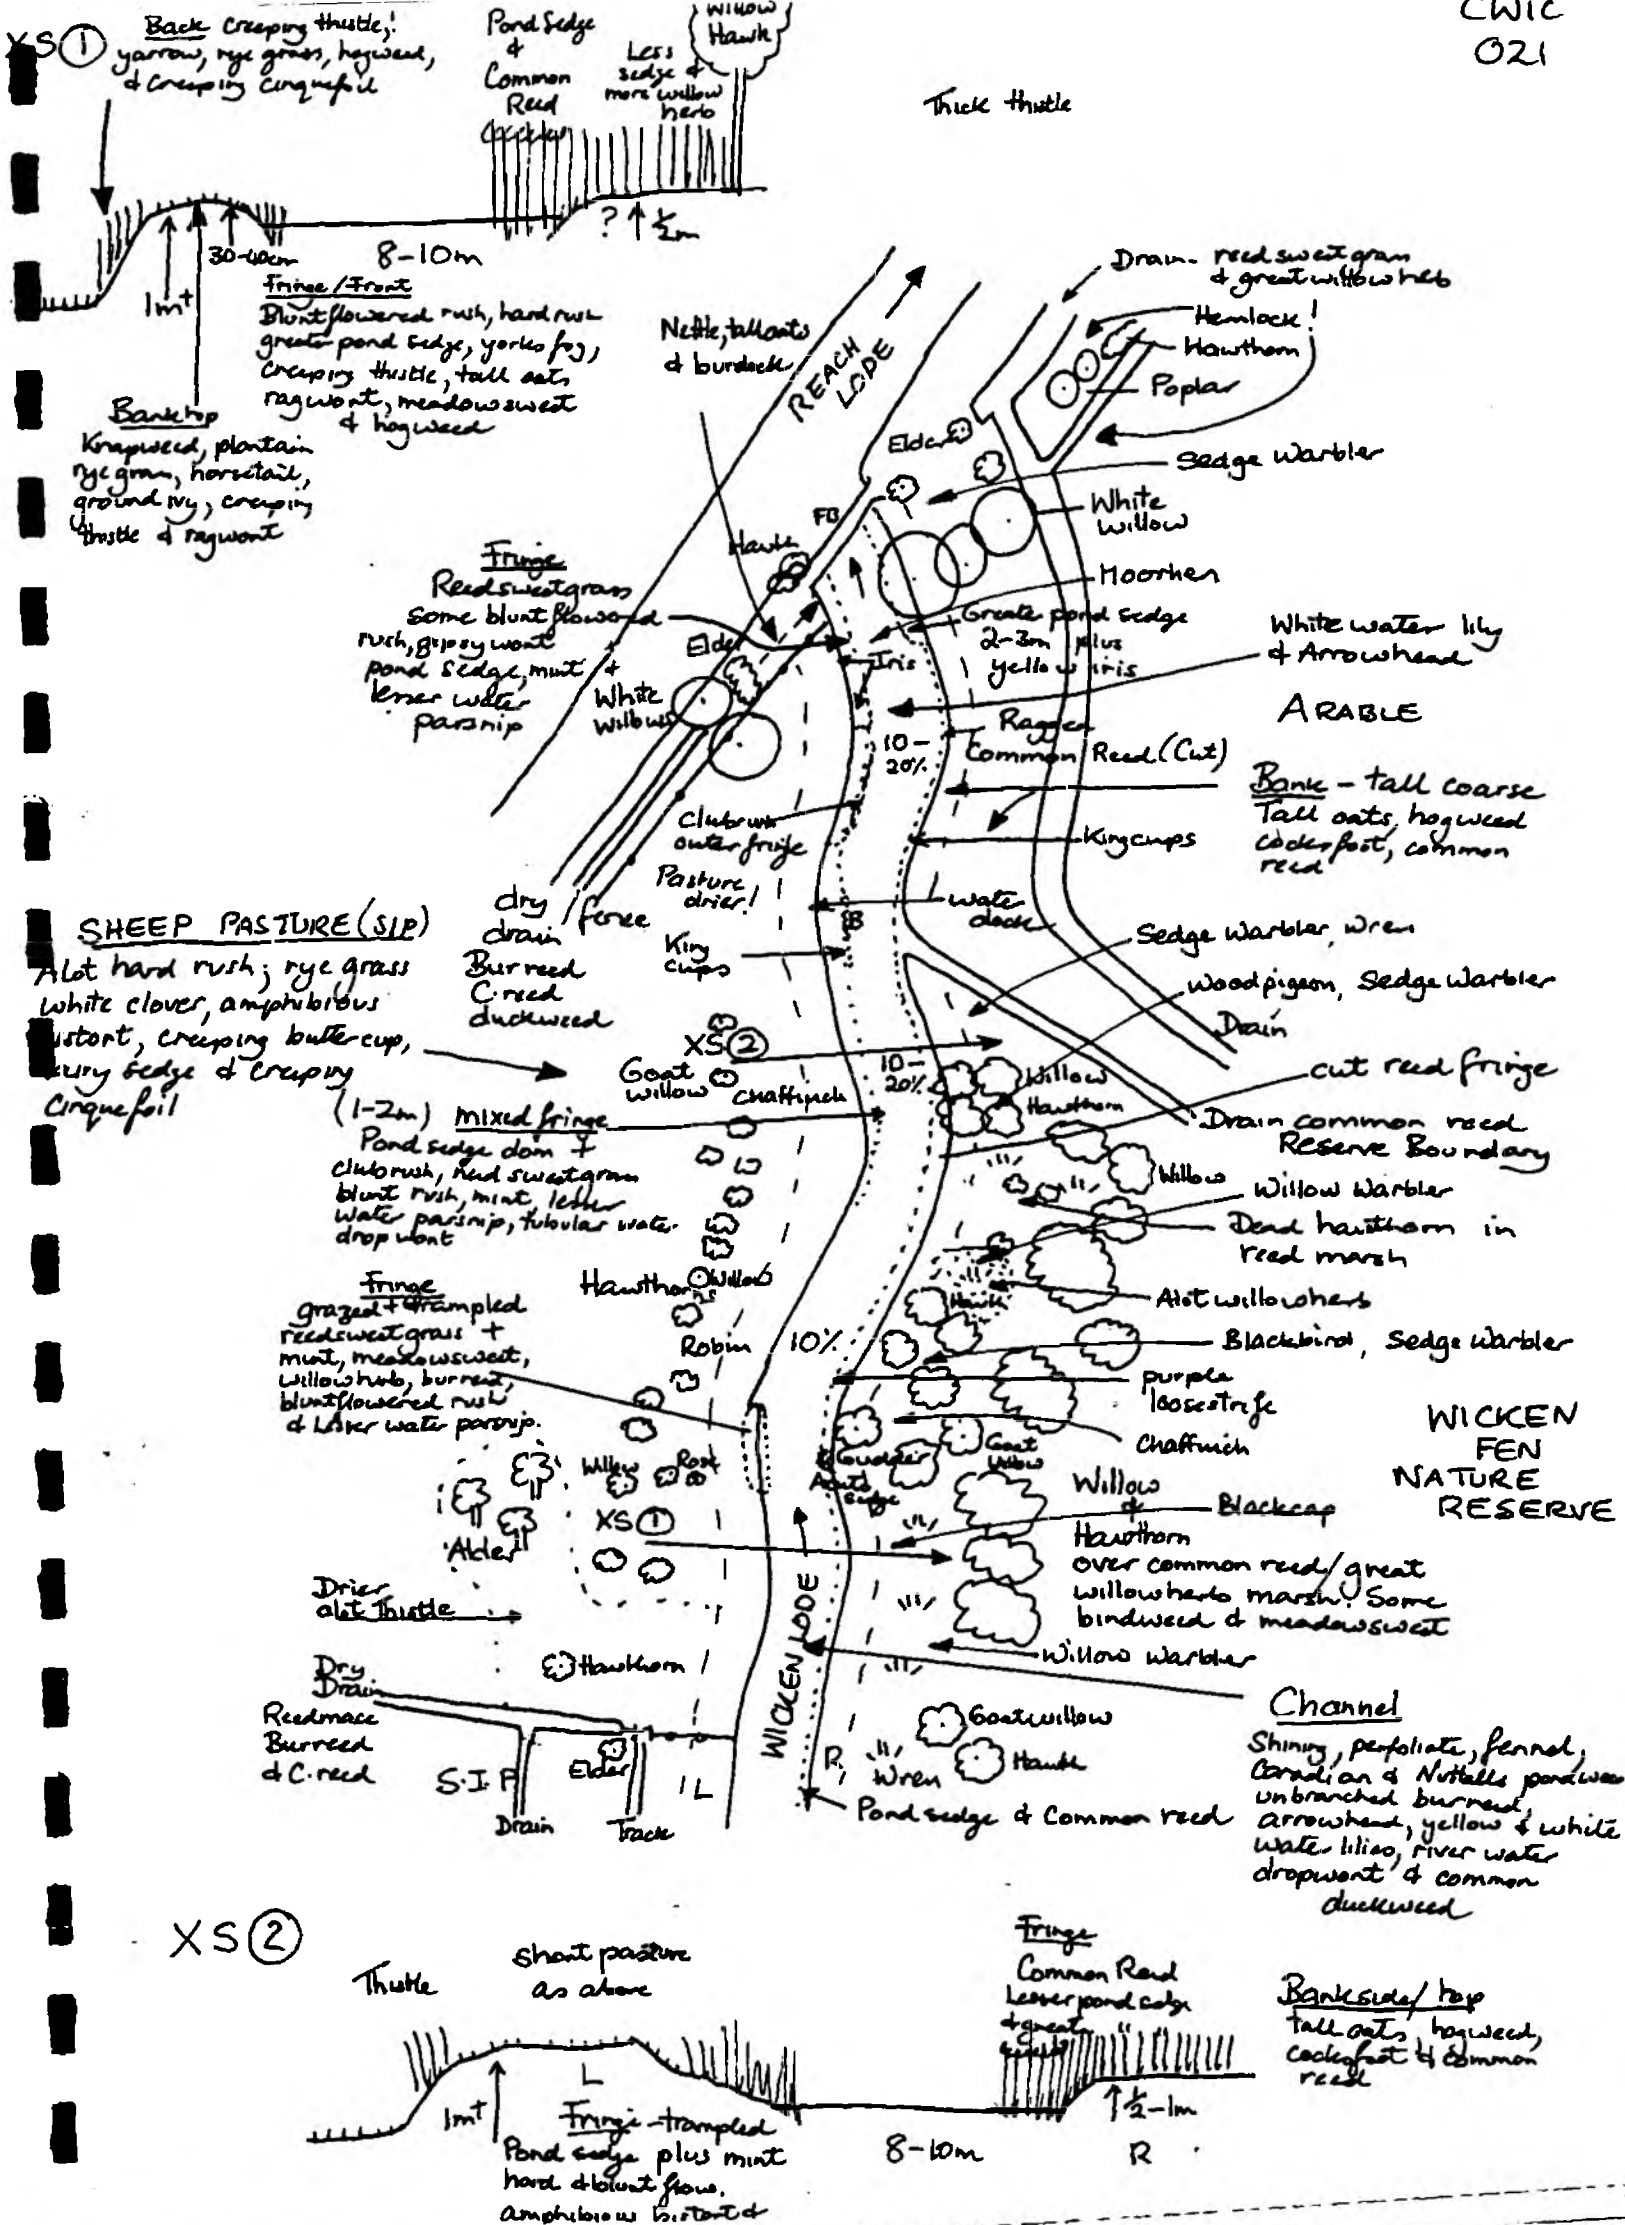 CWIC
021
XS ①
Back Creeping thistle,!
yarrow, rye grass, hogweed,
& Creeping Cinquefoil
Pond Sedge
&
Common
Reed
Less
sedge &
more willow
herb
Willow
Hawth
Thick thistle
1m+
30-40cm
8-10m
? ½m
Fringe/Front
Bluntflowered rush, hard rush
greater pond sedge, yorks fog,
Creeping thistle, tall oats
ragwort, meadowsweet
& hogweed
Banktop
Knapweed, plantain
rye grass, horsetail,
ground ivy, creeping
thistle & ragwort
Nettle, tall oats
& burdock
REACH
LODE
Drain - reed sweet grass
& great willow herb
Hemlock!
Hawthorn
Poplar
Elder
Sedge Warbler
White
willow
FB
Hawth
Moorhen
Fringe
Reedsweetgrass
Some blunt flowered
rush, gipsywort
pond sedge, mint &
lesser water
parsnip
Elder
White
willows
Greater pond sedge
2-3m plus
yellow iris
Iris
White water lily
& Arrowhead
ARABLE
10-
20%
Ragged
Common Reed (Cut)
Bank - tall coarse
Tall oats, hogweed
cocksfoot, common
reed
Clubrush
outer fringe
Kingcups
Pasture
drier!
dry
drain
fence
B
water
dock
SHEEP PASTURE (SIP)
Alot hard rush; rye grass
white clover, amphibious
bistort, creeping buttercup,
hairy sedge & creeping
Cinquefoil
Burreed
C. reed
duckweed
King
cups
Sedge Warbler, Wren
Woodpigeon, Sedge Warbler
Drain
XS ②
Goat
willow
Chaffinch
10-
20%
Willow
Hawthorn
cut reed fringe
Drain common reed
Reserve Boundary
(1-2m) mixed fringe
Pond sedge dom +
clubrush, reed sweetgrass
blunt rush, mint, lesser
water parsnip, tubular water
dropwort
Willow
Willow Warbler
Dead hawthorn in
reed marsh
Hawthorns
Willow
Hawth
Alot willowherb
Fringe
grazed + trampled
reedsweetgrass +
mint, meadowsweet,
willowherb, burreed,
bluntflowered rush
& Lesser water parsnip.
Robin
10%
Blackbird, Sedge Warbler
purple
loosestrife
Chaffinch
WICKEN
FEN
NATURE
RESERVE
Willow
Rose
Goat
Willow
Acute
sedge
Alder
XS ①
Willow
&
Hawthorn
over common reed/great
willowherb marsh. Some
bindweed & meadowsweet
Blackcap
Drier
alot Thistle
WICKEN LODE
Willow Warbler
Hawthorn
Dry
Drain
Reedmace
Burreed
& C. reed
S.I.P
Elder
L
R
Drain
Track
Goatwillow
Hawth
Wren
Pond sedge & Common reed
Channel
Shining, perfoliate, fennel,
Canadian & Nuttalls pondweed
unbranched burreed,
arrowhead, yellow & white
water lilies, river water
dropwort & common
duckweed
XS ②
Thistle
Short pasture
as above
Fringe
Common Reed
Lesser pond sedge
& great "
Bankside/top
tall oats, hogweed,
cocksfoot & common
reed
1m+
L
Fringe - trampled
Pond sedge plus mint
hard & blunt flow.
amphibious bistort &
8-10m
½-1m
R